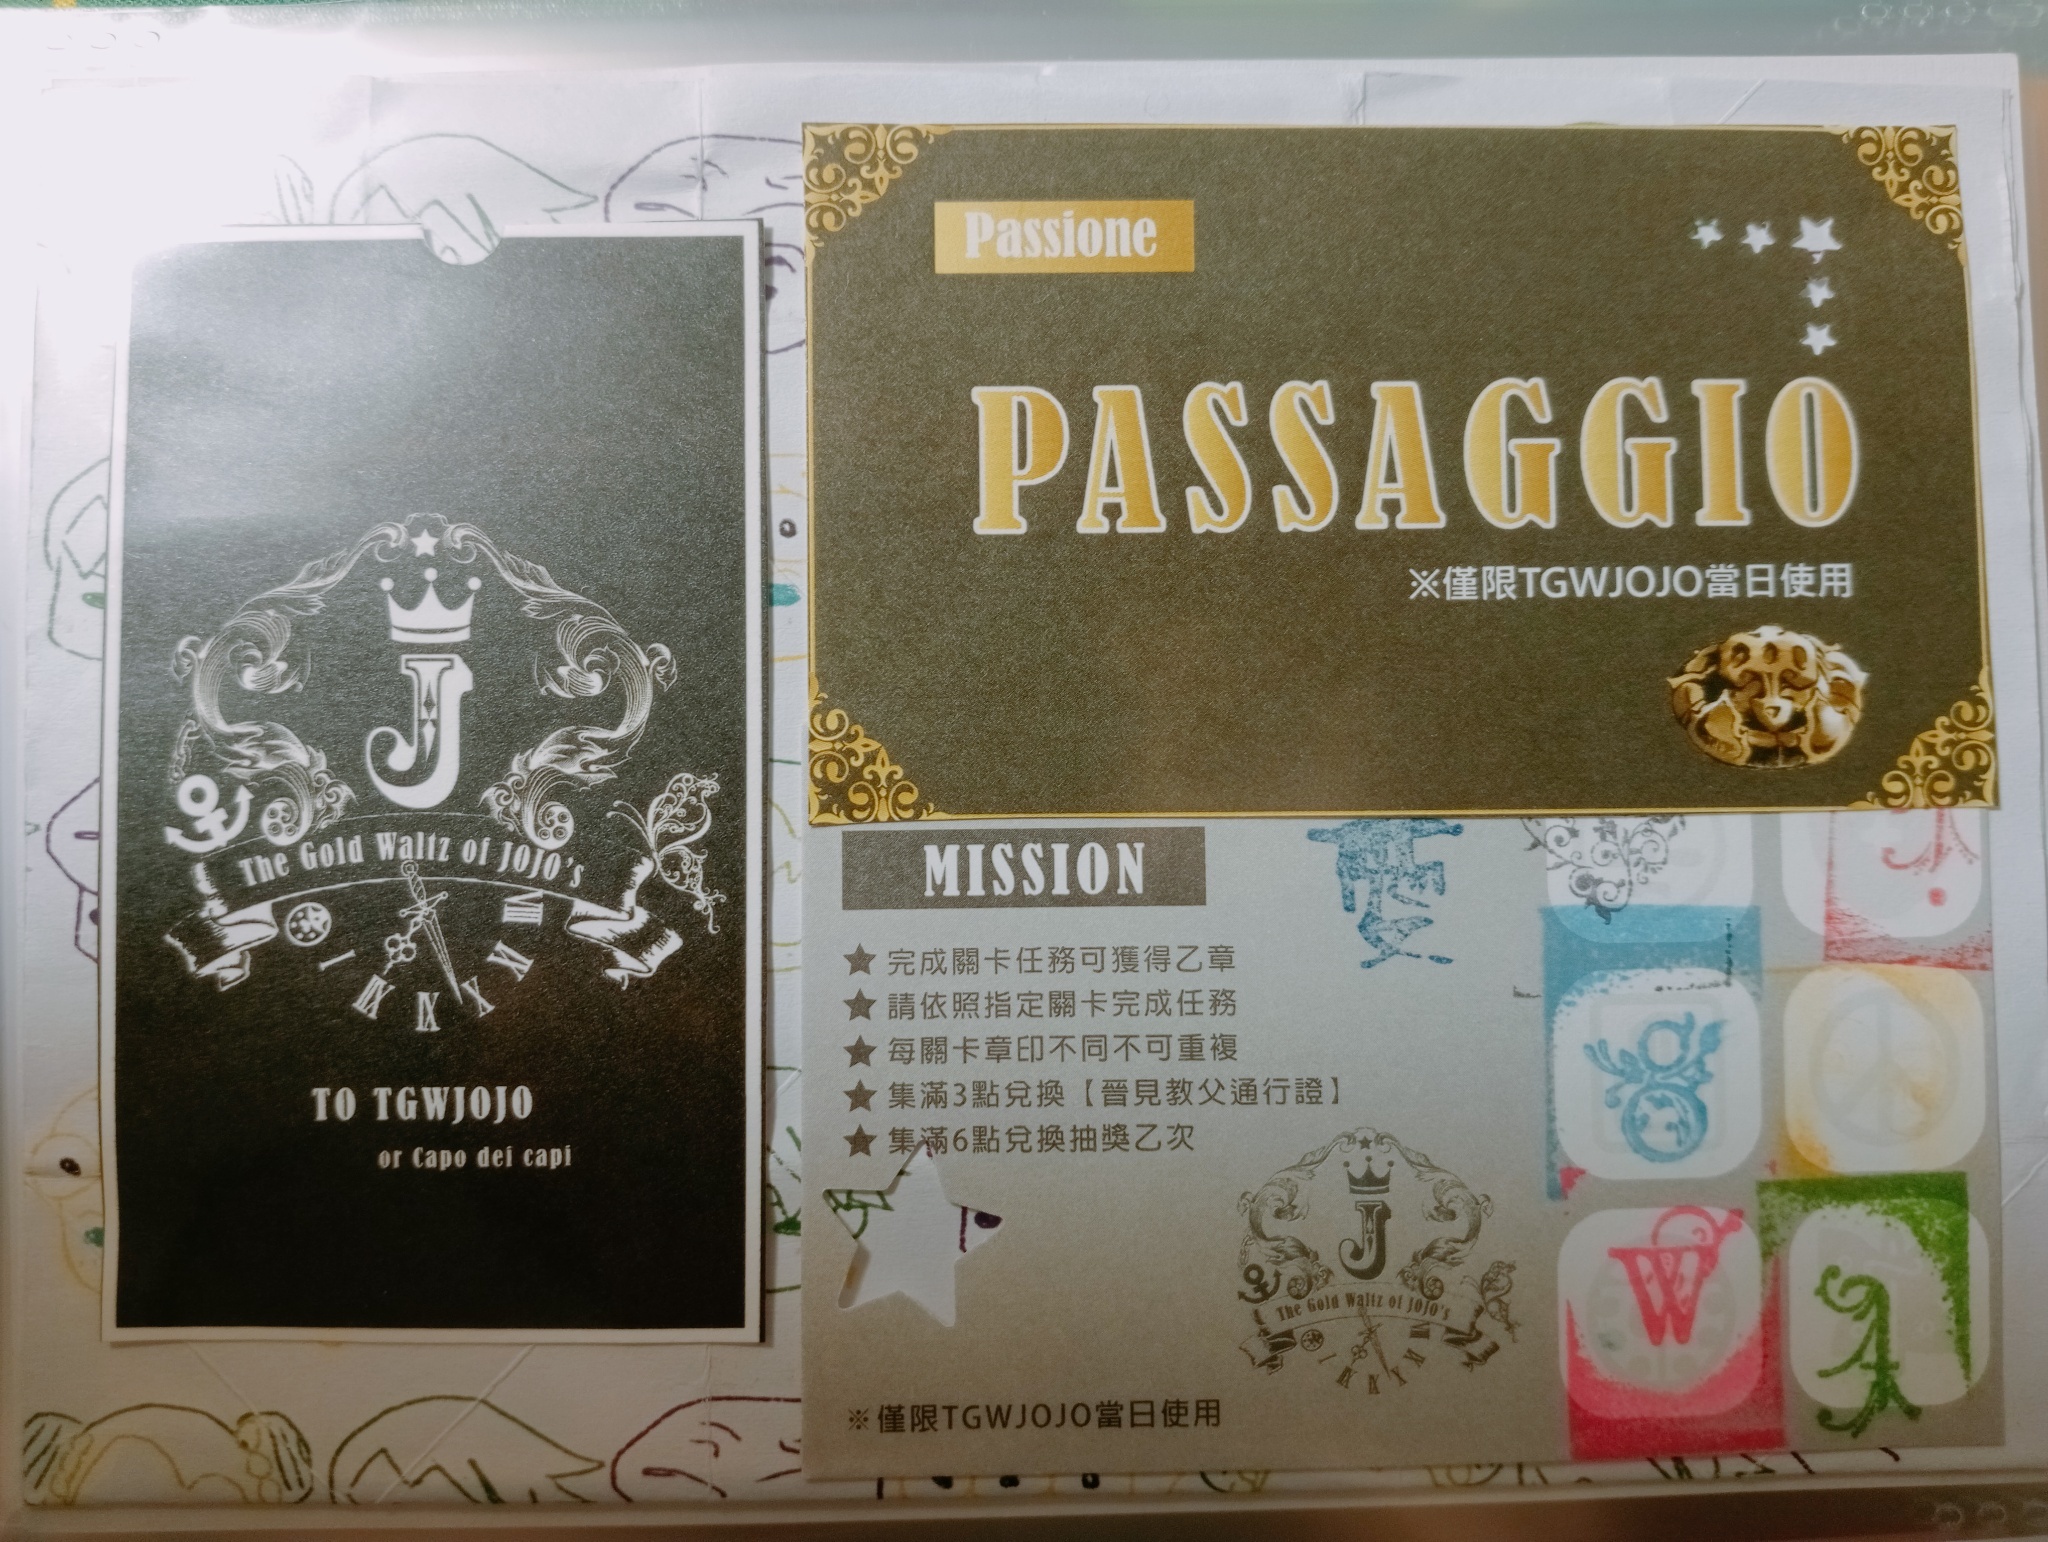 J
The Gold Waltz of JOJO's
TO TGWJOJO
or Capo dei capi
Passione
PASSAGGIO
※僅限TGWJOJO當日使用
MISSION
★ 完成關卡任務可獲得乙章
★ 請依照指定關卡完成任務
★ 每關卡章印不同不可重複
★ 集滿3點兌換【晉見教父通行證】
★ 集滿6點兌換抽獎乙次
J
The Gold Waltz of JOJO's
※僅限TGWJOJO當日使用
W
A